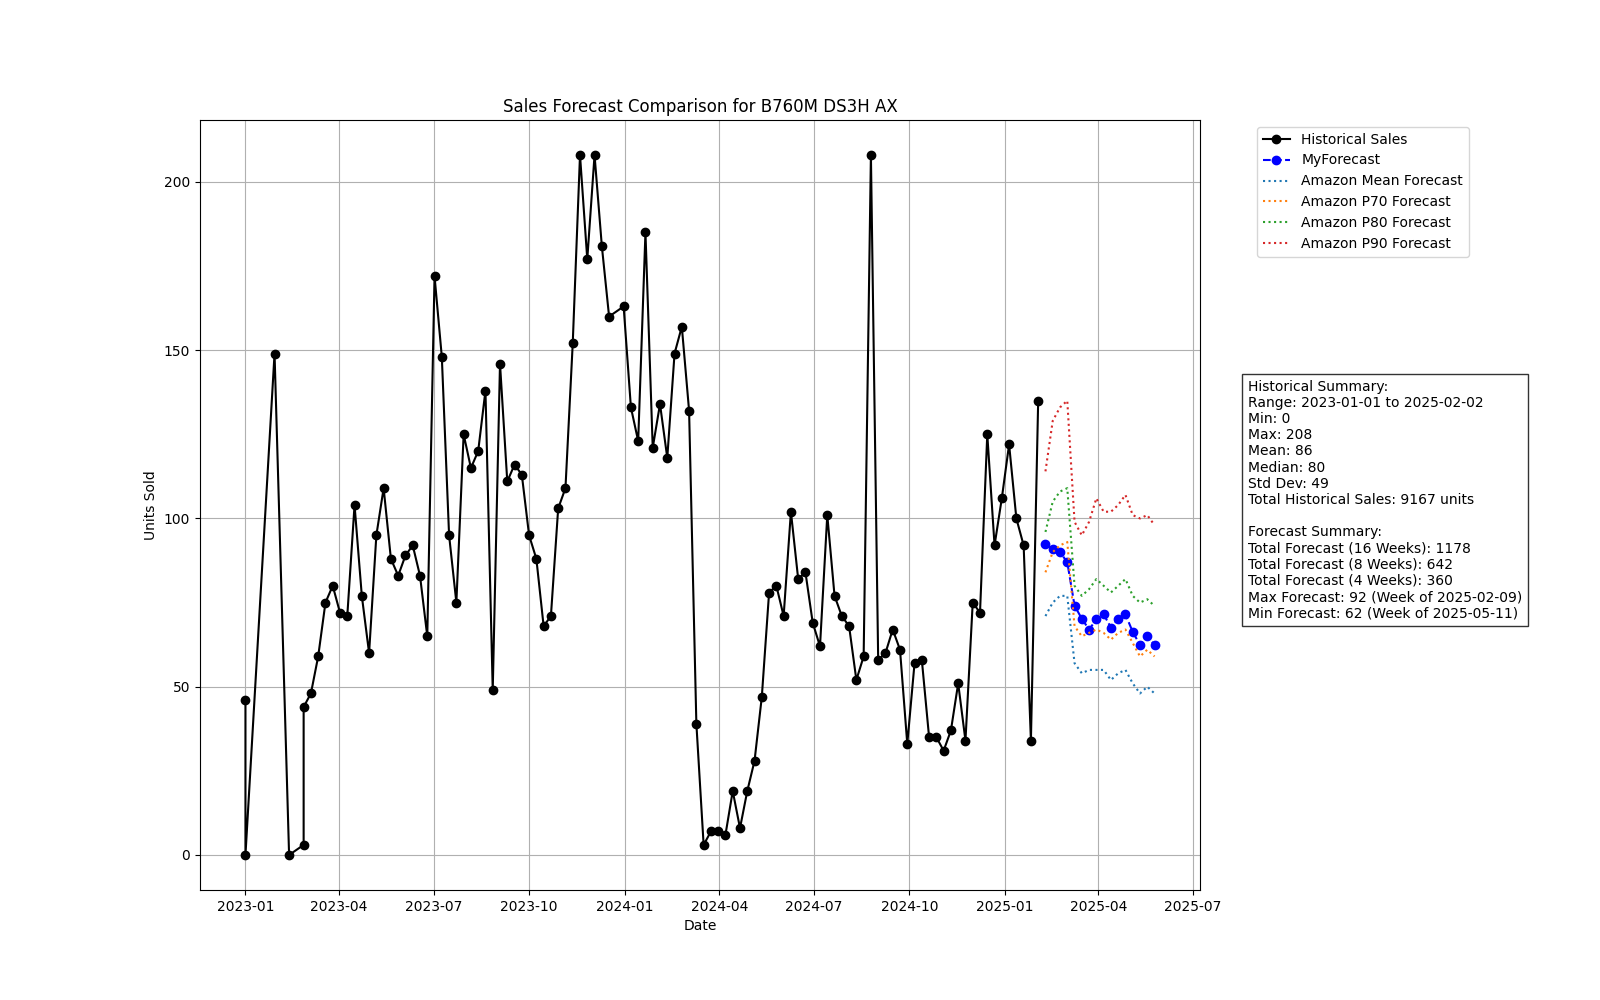 Sales Forecast Comparison for B760M DS3H AX
Units Sold
200
150
100
50
0
2023-01
2023-04
2023-07
2023-10
2024-01
2024-04
2024-07
2024-10
2025-01
2025-04
2025-07
Date
Historical Sales
MyForecast
Amazon Mean Forecast
Amazon P70 Forecast
Amazon P80 Forecast
Amazon P90 Forecast
Historical Summary:
Range: 2023-01-01 to 2025-02-02
Min: 0
Max: 208
Mean: 86
Median: 80
Std Dev: 49
Total Historical Sales: 9167 units
Forecast Summary:
Total Forecast (16 Weeks): 1178
Total Forecast (8 Weeks): 642
Total Forecast (4 Weeks): 360
Max Forecast: 92 (Week of 2025-02-09)
Min Forecast: 62 (Week of 2025-05-11)